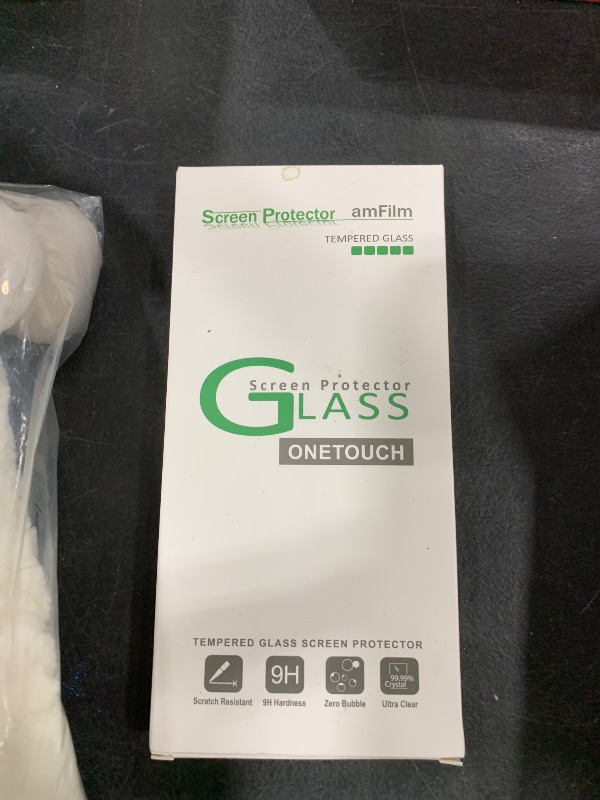 Screen Protector amFilm
TEMPERED GLASS
Screen Protector
GLASS
ONETOUCH
TEMPERED GLASS SCREEN PROTECTOR
9H
99.99%
Crystal
Scratch Resistant 9H Hardness Zero Bubble Ultra Clear